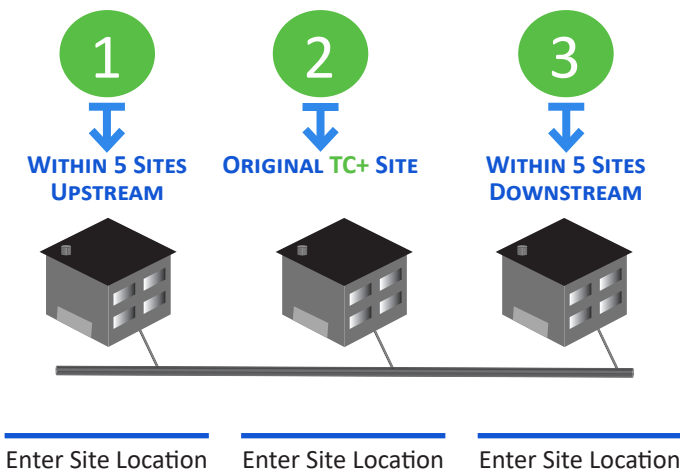 1
2
3
WITHIN 5 SITES
UPSTREAM
ORIGINAL TC+ SITE
WITHIN 5 SITES
DOWNSTREAM
Enter Site Location
Enter Site Location
Enter Site Location